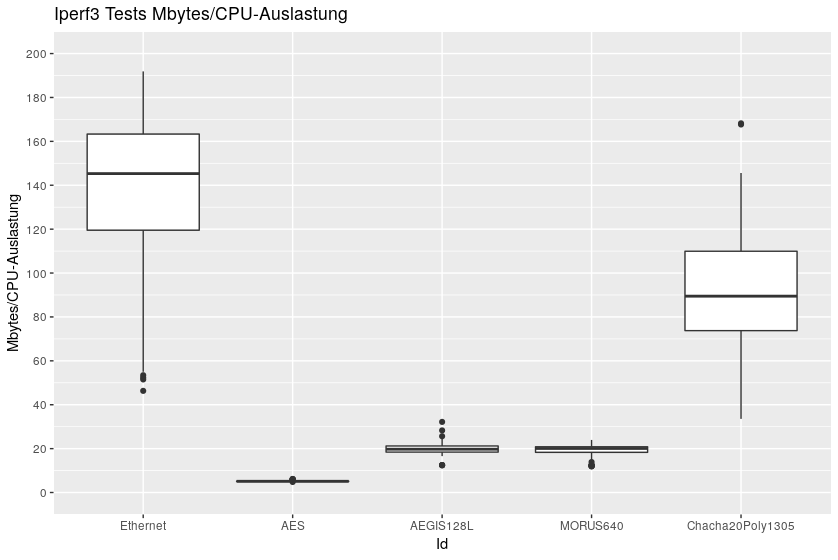 Iperf3 Tests Mbytes/CPU-Auslastung
Mbytes/CPU-Auslastung
200
180
160
140
120
100
80
60
40
20
0
Ethernet AES AEGIS128L MORUS640 Chacha20Poly1305
Id